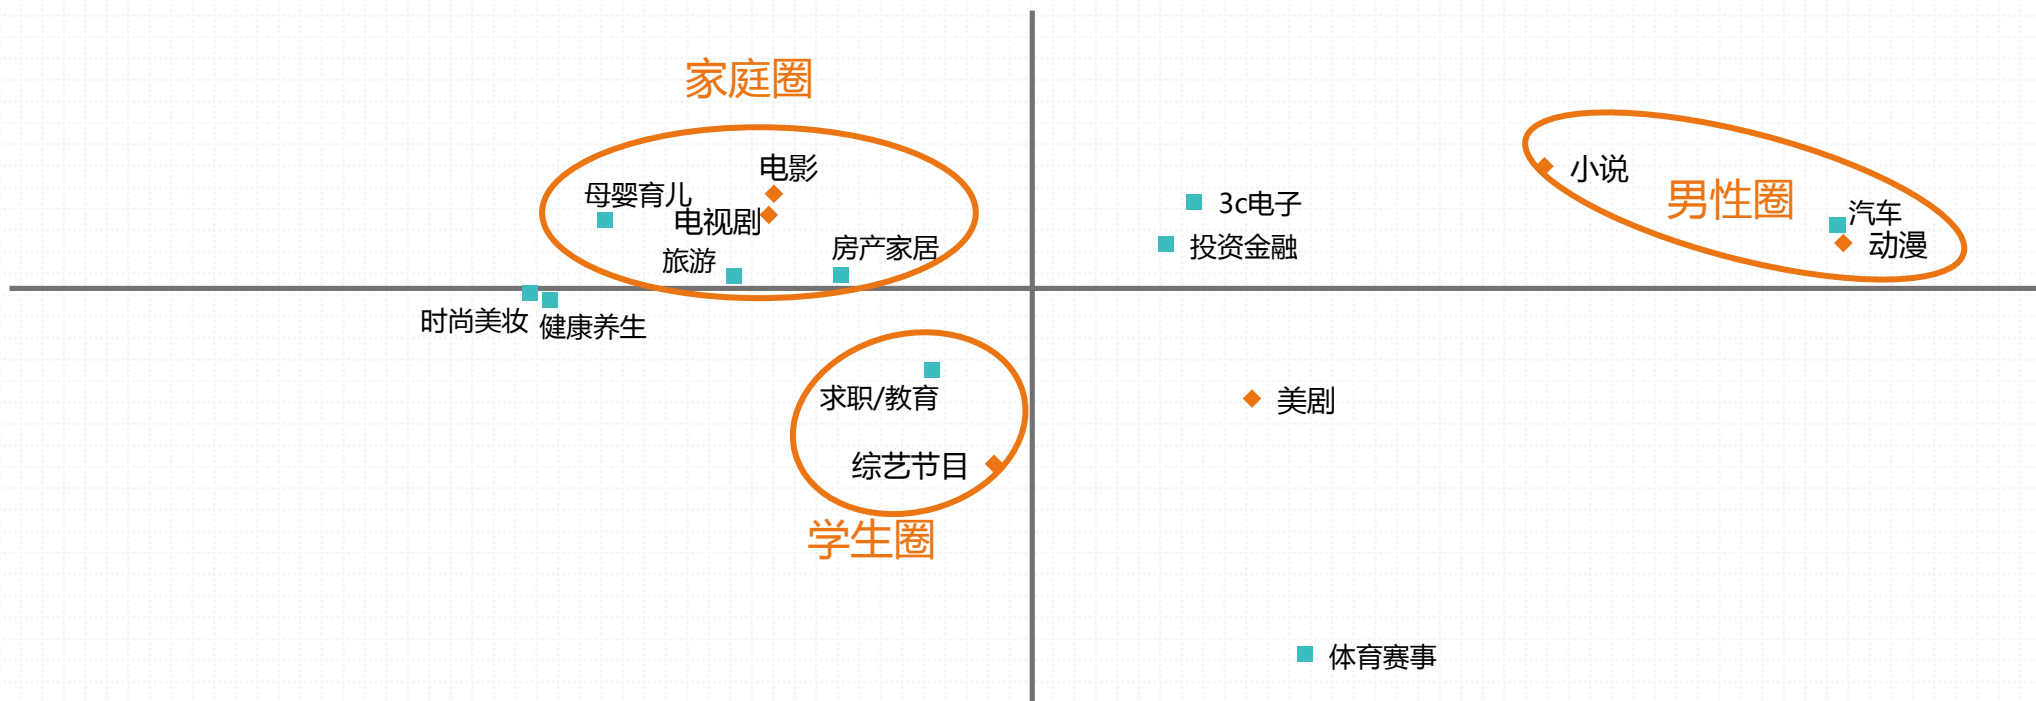 家庭圈
电影
母婴育儿
电视剧
旅游
房产家居
时尚美妆
健康养生
求职/教育
综艺节目
学生圈
3c电子
投资金融
小说
男性圈
汽车
动漫
美剧
体育赛事